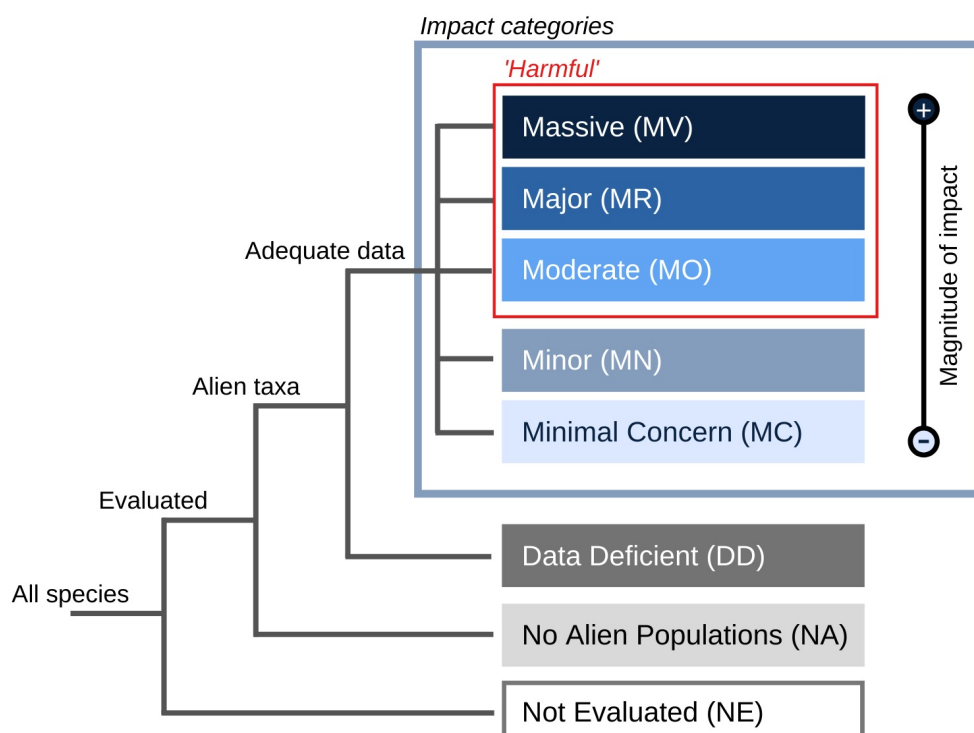 Impact categories
'Harmful'
Massive (MV)
Major (MR)
Moderate (MO)
Minor (MN)
Minimal Concern (MC)
+
Magnitude of impact
-
Adequate data
Alien taxa
Evaluated
All species
Data Deficient (DD)
No Alien Populations (NA)
Not Evaluated (NE)